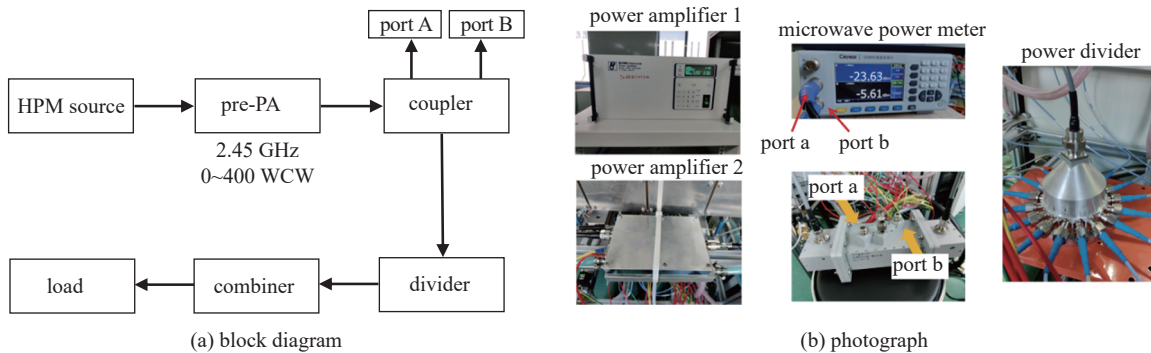 port A
port B
HPM source
pre-PA
coupler
2.45 GHz
0~400 WCW
load
combiner
divider
(a) block diagram
power amplifier 1
microwave power meter
-23.63
-5.61
port a
port b
power divider
power amplifier 2
port a
port b
(b) photograph